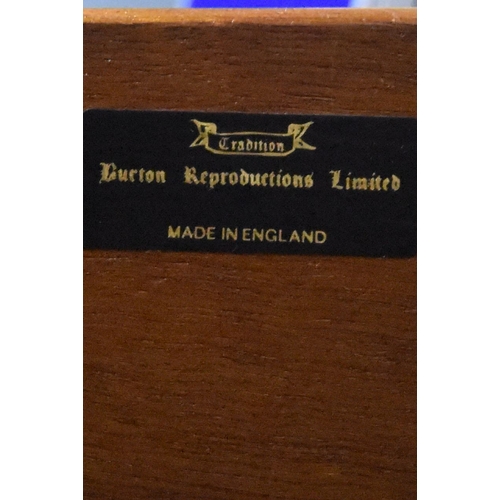 Tradition
Burton Reproductions Limited
MADE IN ENGLAND